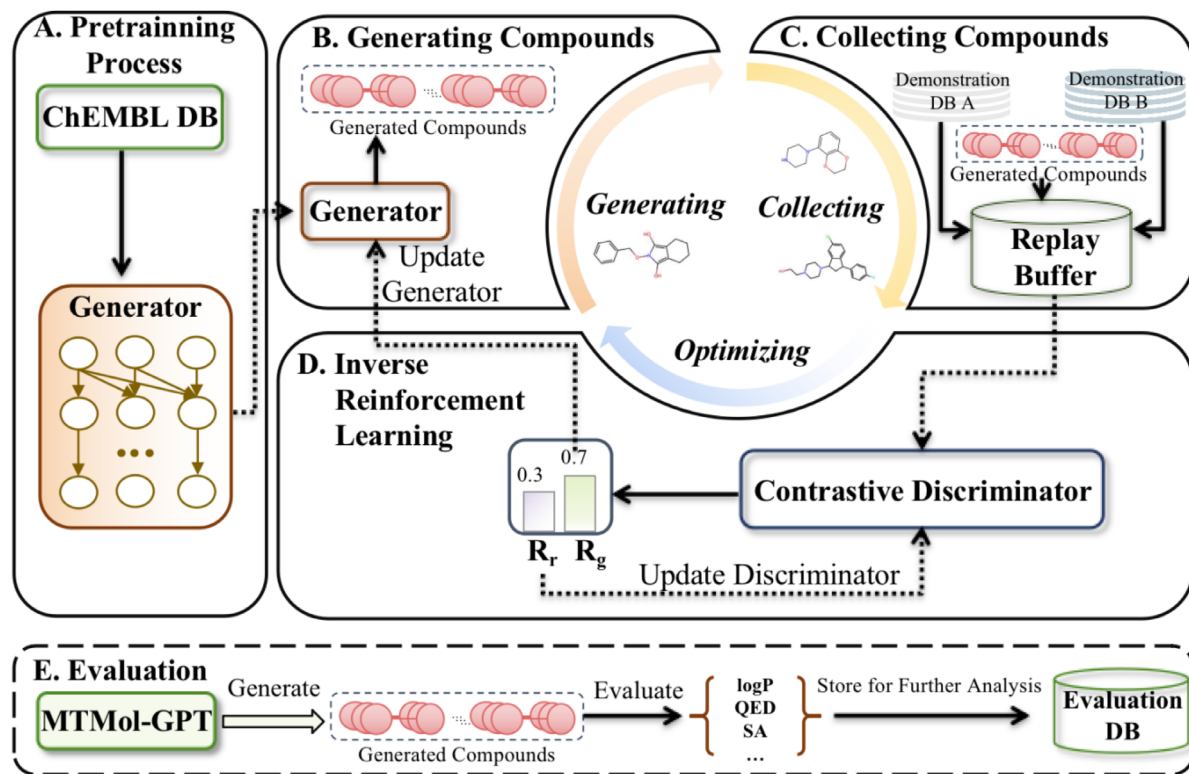 A. Pretrainning
Process
ChEMBL DB
Generator
B. Generating Compounds
Generated Compounds
Generator
Update
Generator
Generating
Collecting
Optimizing
C. Collecting Compounds
Demonstration
DB A
Demonstration
DB B
Generated Compounds
Replay
Buffer
D. Inverse
Reinforcement
Learning
0.3
0.7
Rr
Rg
Contrastive Discriminator
Update Discriminator
E. Evaluation
MTMol-GPT
Generate
Generated Compounds
Evaluate
logP
QED
SA
...
Store for Further Analysis
Evaluation
DB